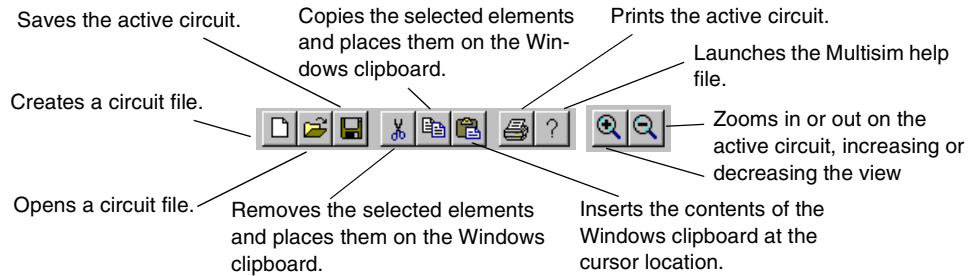 Saves the active circuit.
Copies the selected elements
and places them on the Win-
dows clipboard.
Prints the active circuit.
Launches the Multisim help
file.
Creates a circuit file.
Zooms in or out on the
active circuit, increasing or
decreasing the view
Opens a circuit file.
Removes the selected elements
and places them on the Windows
clipboard.
Inserts the contents of the
Windows clipboard at the
cursor location.